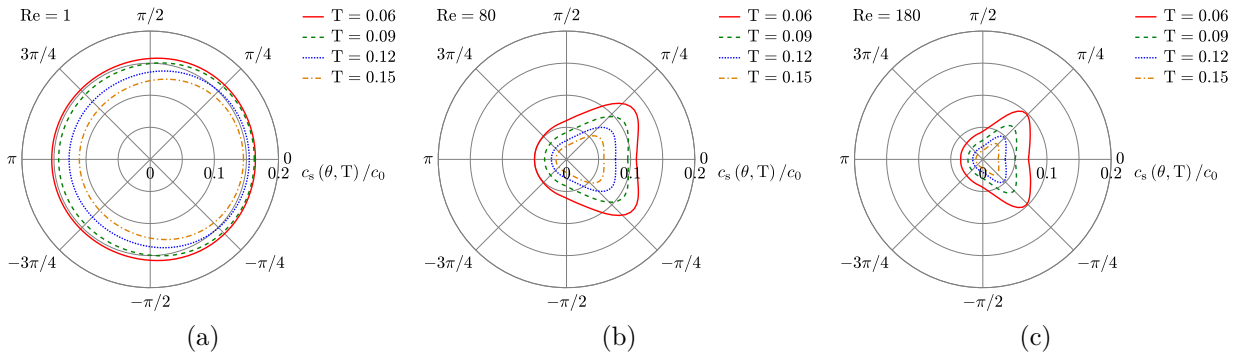 Re = 1
π/2
3π/4
π/4
π
0
−3π/4
−π/4
−π/2
0
0.1
0.2
c_s (θ, T) /c_0
T = 0.06
T = 0.09
T = 0.12
T = 0.15
(a)
Re = 80
π/2
3π/4
π/4
π
0
−3π/4
−π/4
−π/2
0
0.1
0.2
c_s (θ, T) /c_0
T = 0.06
T = 0.09
T = 0.12
T = 0.15
(b)
Re = 180
π/2
3π/4
π/4
π
0
−3π/4
−π/4
−π/2
0
0.1
0.2
c_s (θ, T) /c_0
T = 0.06
T = 0.09
T = 0.12
T = 0.15
(c)